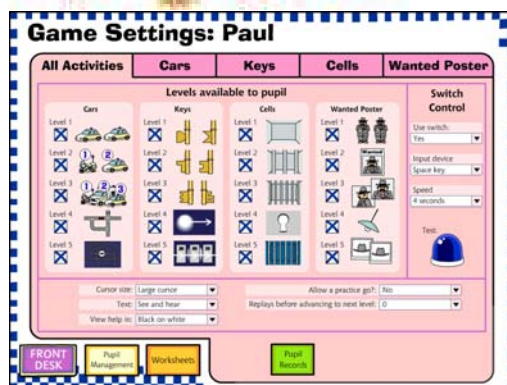 Game Settings: Paul
All Activities Cars Keys Cells Wanted Poster
Levels available to pupil
Switch Control
Cars Keys Cells Wanted Poster
Level 1 Level 1 Level 1 Level 1
Level 2 Level 2 Level 2 Level 2
Level 3 Level 3 Level 3 Level 3
Level 4 Level 4 Level 4 Level 4
Level 5 Level 5 Level 5 Level 5
1 2
1 2 3
Use switch:
Yes
Input device
Space key
Speed
4 seconds
Test:
Cursor size: Large cursor
Allow a practice go?: No
Text: See and hear
Replays before advancing to next level: 0
View help in: Black on white
FRONT DESK
Pupil Management
Worksheets
Pupil Records